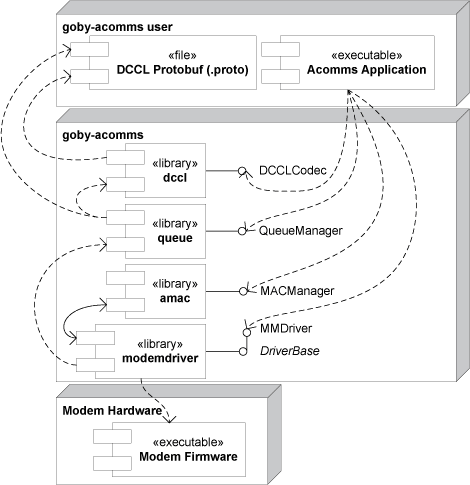 goby-acomms user
«file»
DCCL Protobuf (.proto)
«executable»
Acomms Application
goby-acomms
«library»
dccl
DCCLCodec
«library»
queue
QueueManager
«library»
amac
MACManager
«library»
modemdriver
MMDriver
DriverBase
Modem Hardware
«executable»
Modem Firmware